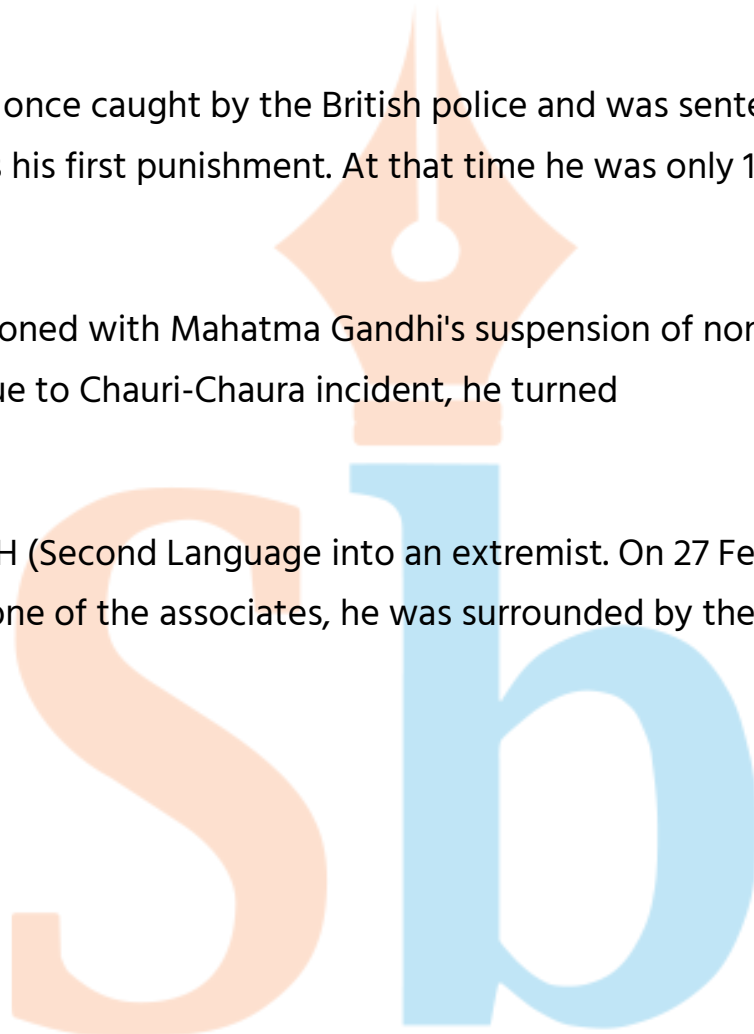 once caught by the British police and was sente
s his first punishment. At that time he was only 1
oned with Mahatma Gandhi's suspension of non
ue to Chauri-Chaura incident, he turned
H (Second Language into an extremist. On 27 Fe
one of the associates, he was surrounded by the
Sb